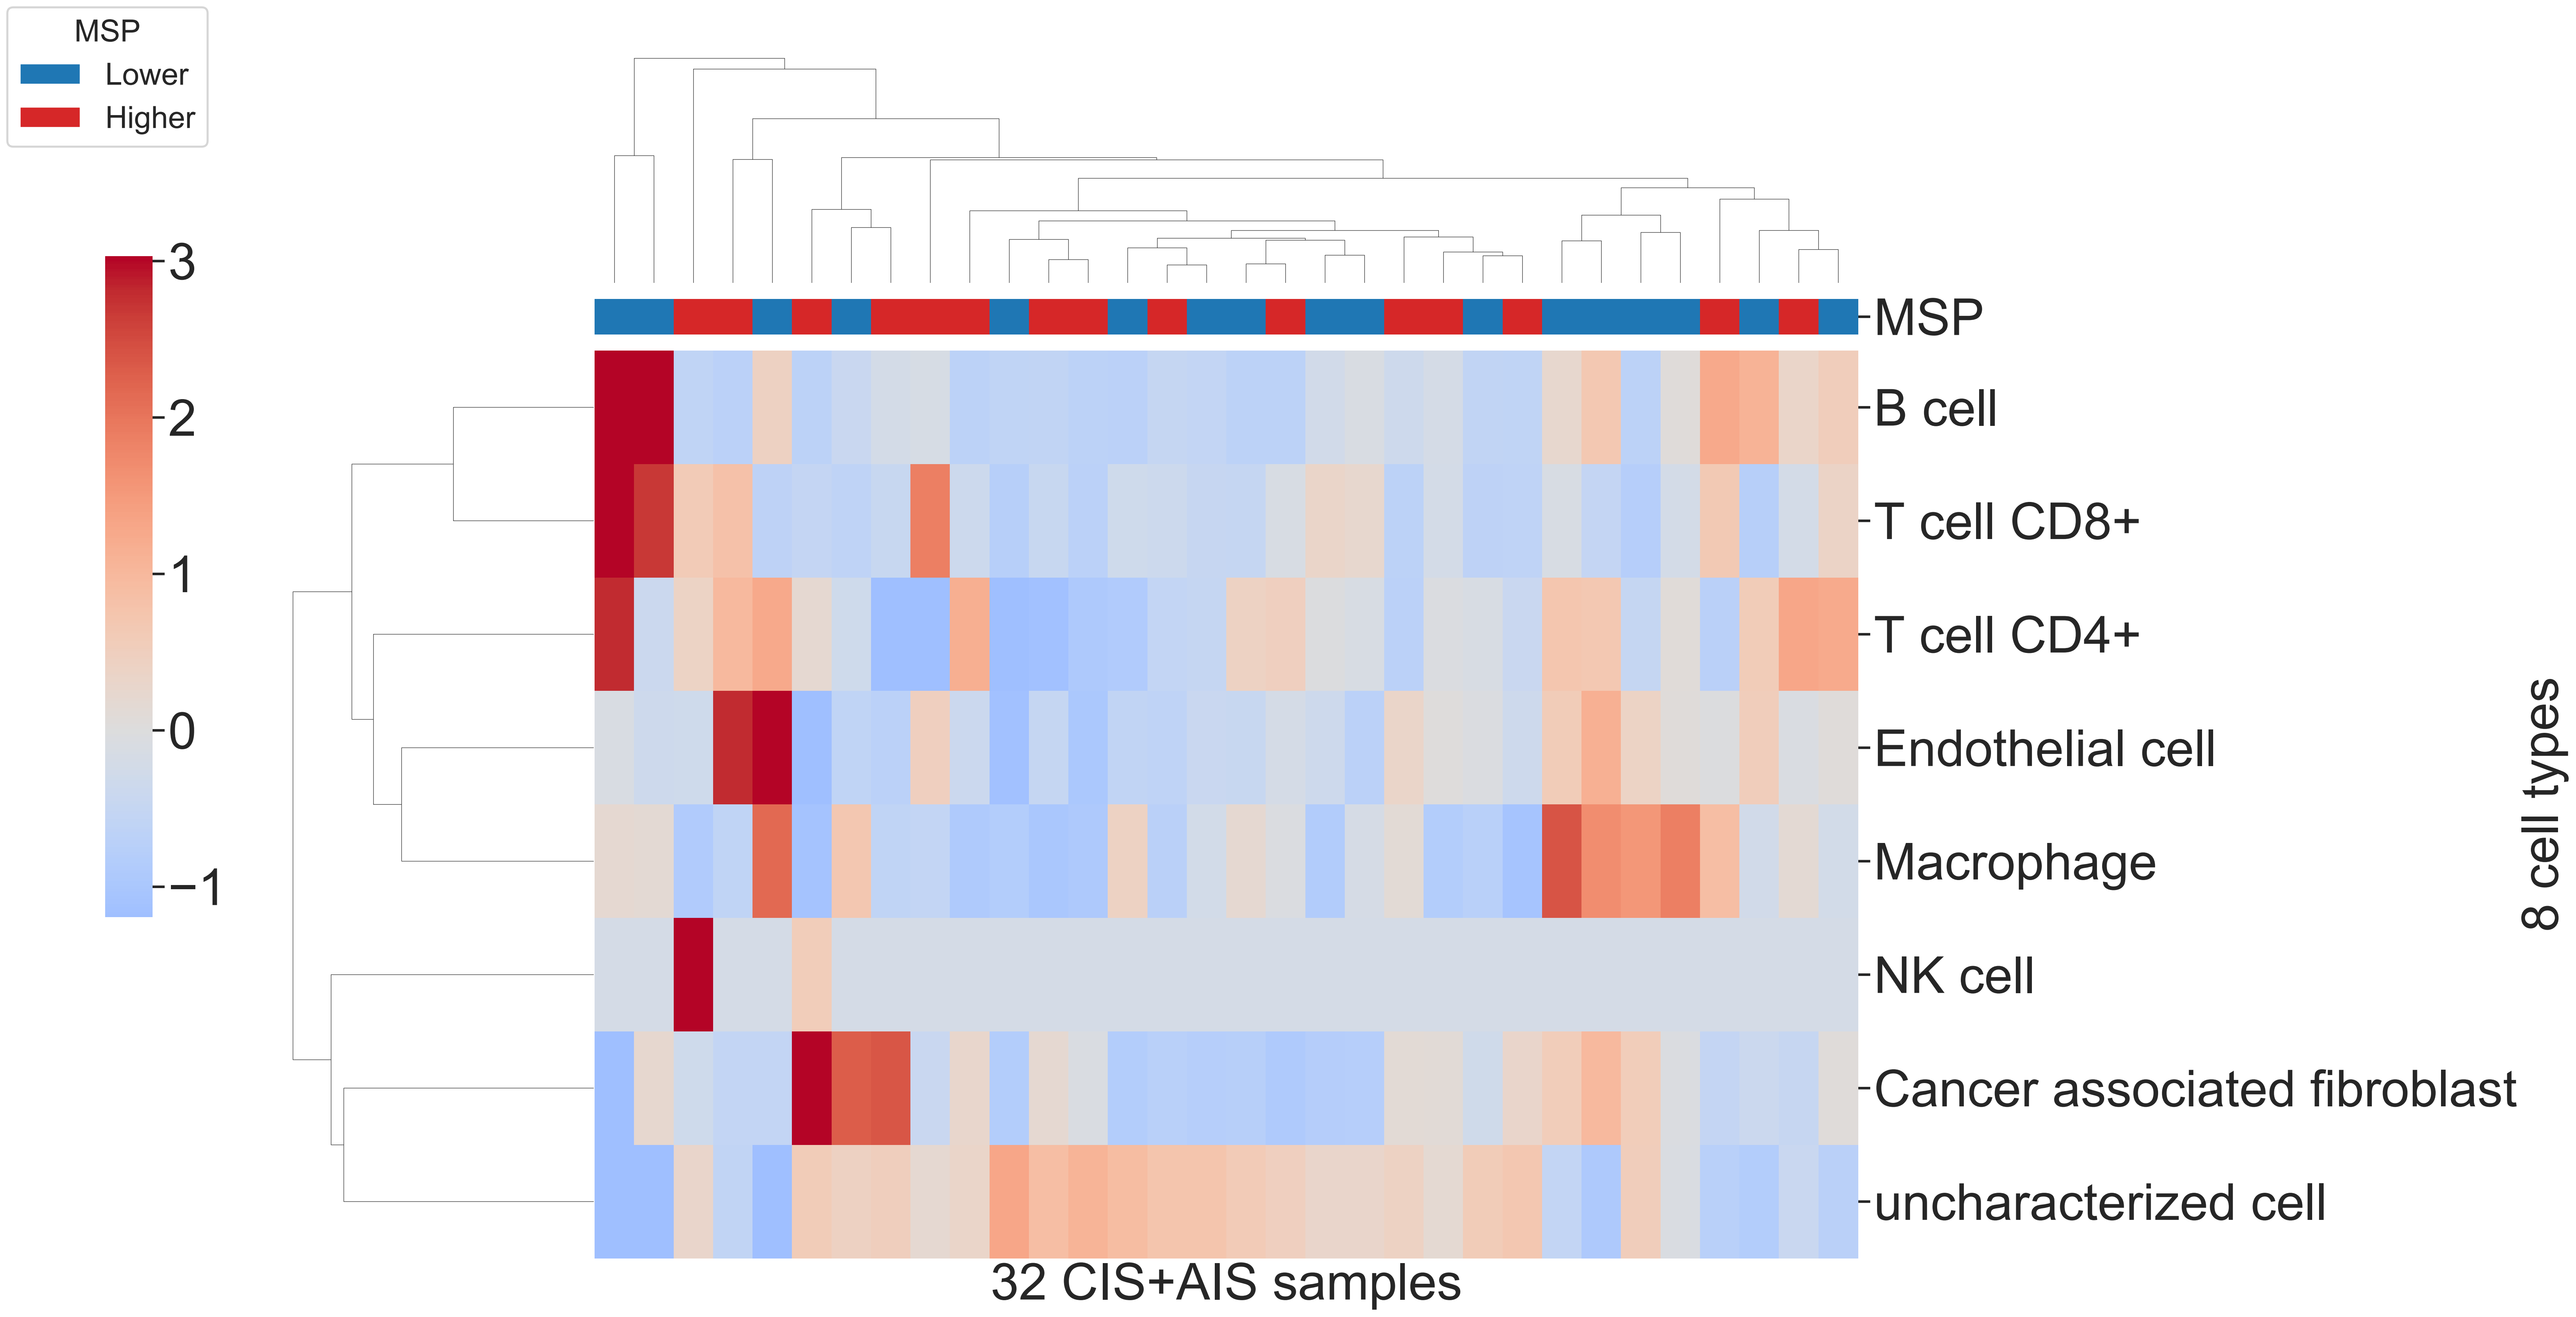 MSP
Lower
Higher
3
2
1
0
−1
MSP
B cell
T cell CD8+
T cell CD4+
Endothelial cell
Macrophage
NK cell
Cancer associated fibroblast
uncharacterized cell
8 cell types
32 CIS+AIS samples